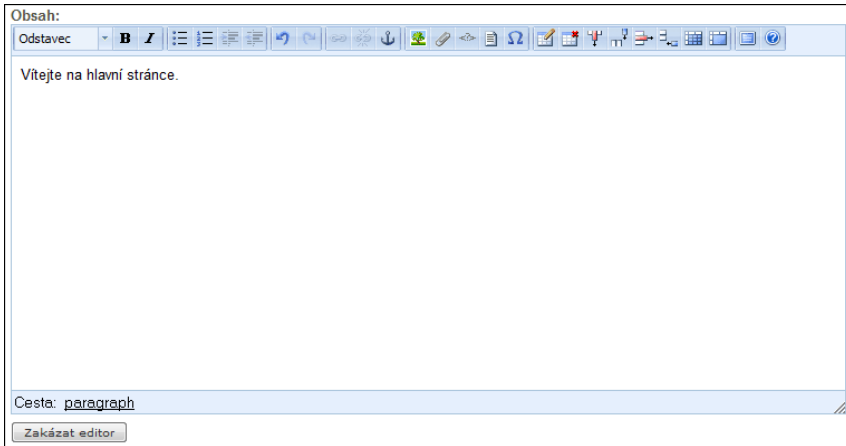 Obsah:
Odstavec B I Ω
Vítejte na hlavní stránce.
Cesta: paragraph
Zakázat editor